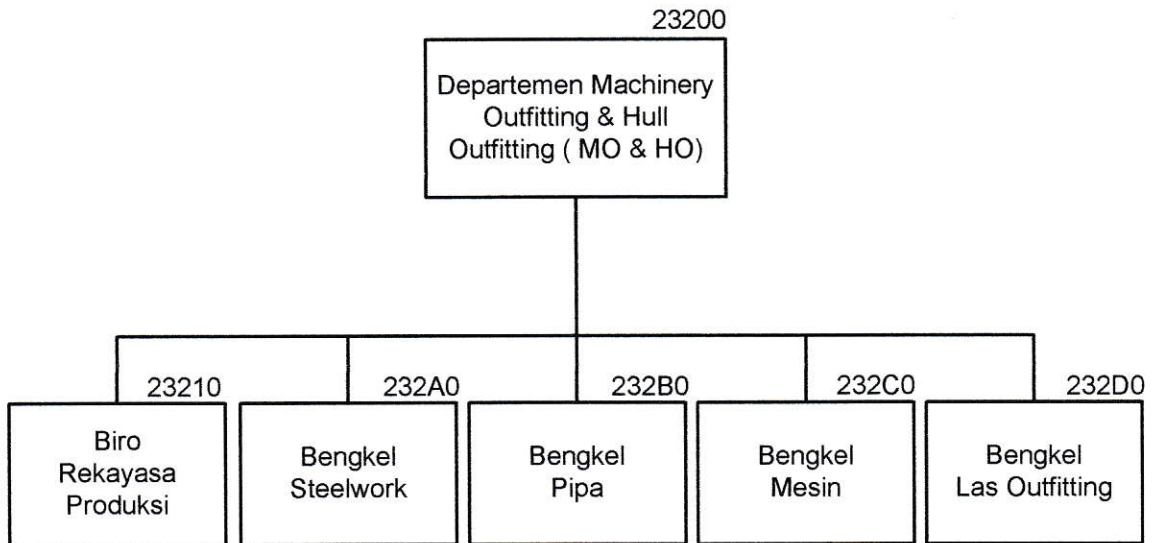 23200
Departemen Machinery
Outfitting & Hull
Outfitting ( MO & HO)
23210
Biro
Rekayasa
Produksi
232A0
Bengkel
Steelwork
232B0
Bengkel
Pipa
232C0
Bengkel
Mesin
232D0
Bengkel
Las Outfitting